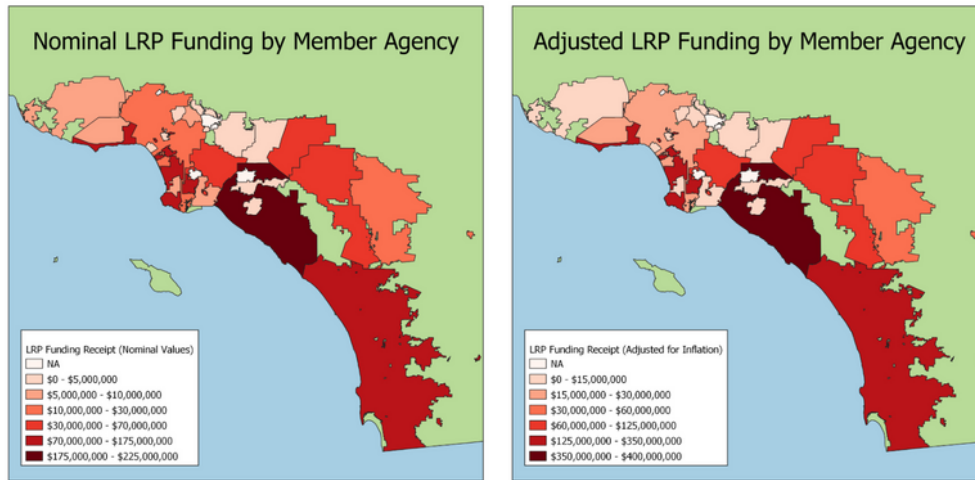 Nominal LRP Funding by Member Agency
LRP Funding Receipt (Nominal Values)
NA
$0 - $5,000,000
$5,000,000 - $10,000,000
$10,000,000 - $30,000,000
$30,000,000 - $70,000,000
$70,000,000 - $175,000,000
$175,000,000 - $225,000,000
Adjusted LRP Funding by Member Agency
LRP Funding Receipt (Adjusted for Inflation)
NA
$0 - $15,000,000
$15,000,000 - $30,000,000
$30,000,000 - $60,000,000
$60,000,000 - $125,000,000
$125,000,000 - $350,000,000
$350,000,000 - $400,000,000